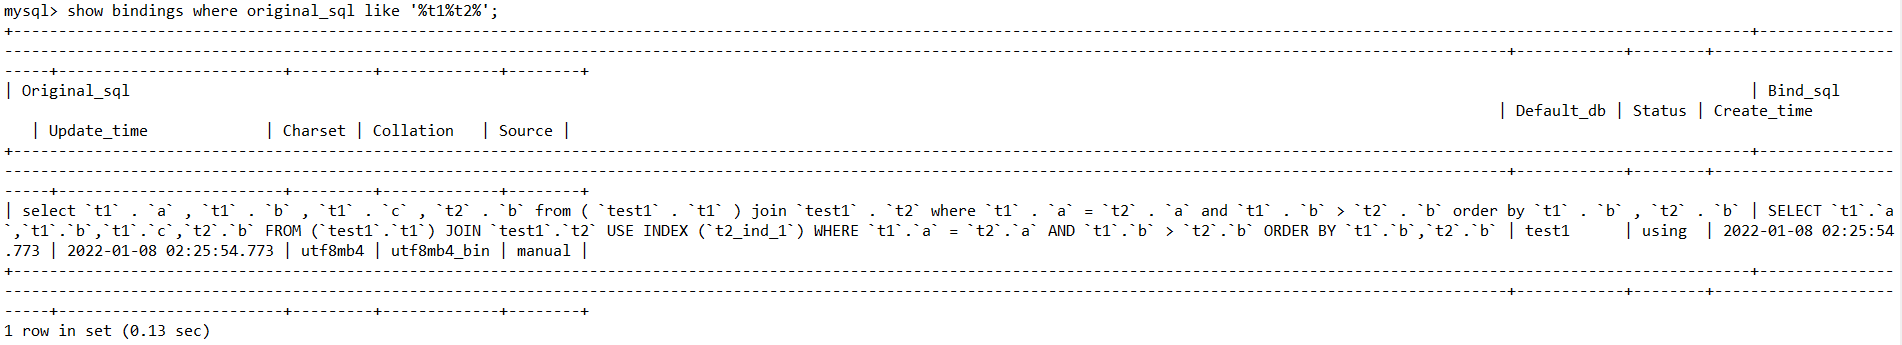 mysql> show bindings where original_sql like '%t1%t2%';
| Original_sql | Bind_sql
| Default_db | Status | Create_time
| Update_time | Charset | Collation | Source |
| select `t1` . `a` , `t1` . `b` , `t1` . `c` , `t2` . `b` from ( `test1` . `t1` ) join `test1` . `t2` where `t1` . `a` = `t2` . `a` and `t1` . `b` > `t2` . `b` order by `t1` . `b` , `t2` . `b` | SELECT `t1`.`a
`,`t1`.`b`,`t1`.`c`,`t2`.`b` FROM (`test1`.`t1`) JOIN `test1`.`t2` USE INDEX (`t2_ind_1`) WHERE `t1`.`a` = `t2`.`a` AND `t1`.`b` > `t2`.`b` ORDER BY `t1`.`b`,`t2`.`b` | test1 | using | 2022-01-08 02:25:54
.773 | 2022-01-08 02:25:54.773 | utf8mb4 | utf8mb4_bin | manual |
1 row in set (0.13 sec)